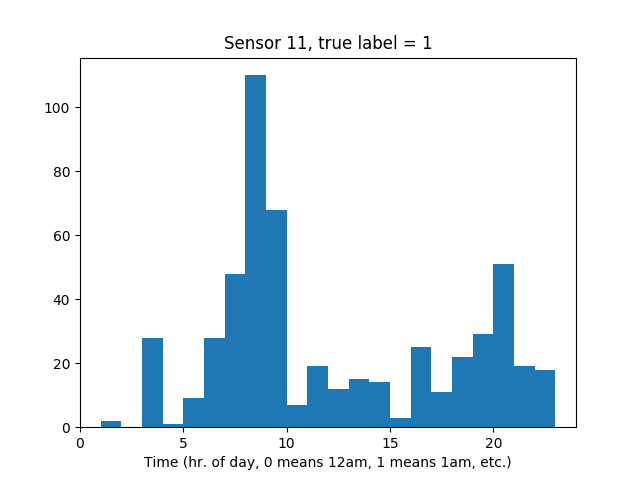 Sensor 11, true label = 1
100
80
60
40
20
0
0 5 10 15 20
Time (hr. of day, 0 means 12am, 1 means 1am, etc.)